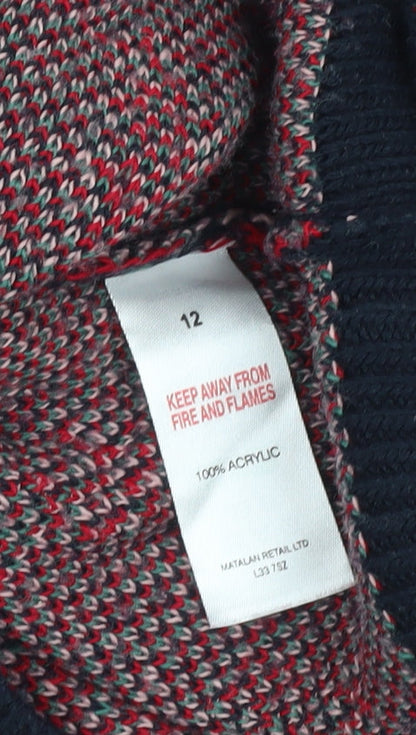 12
KEEP AWAY FROM
FIRE AND FLAMES
100% ACRYLIC
MATALAN RETAIL LTD
L33 7SZ